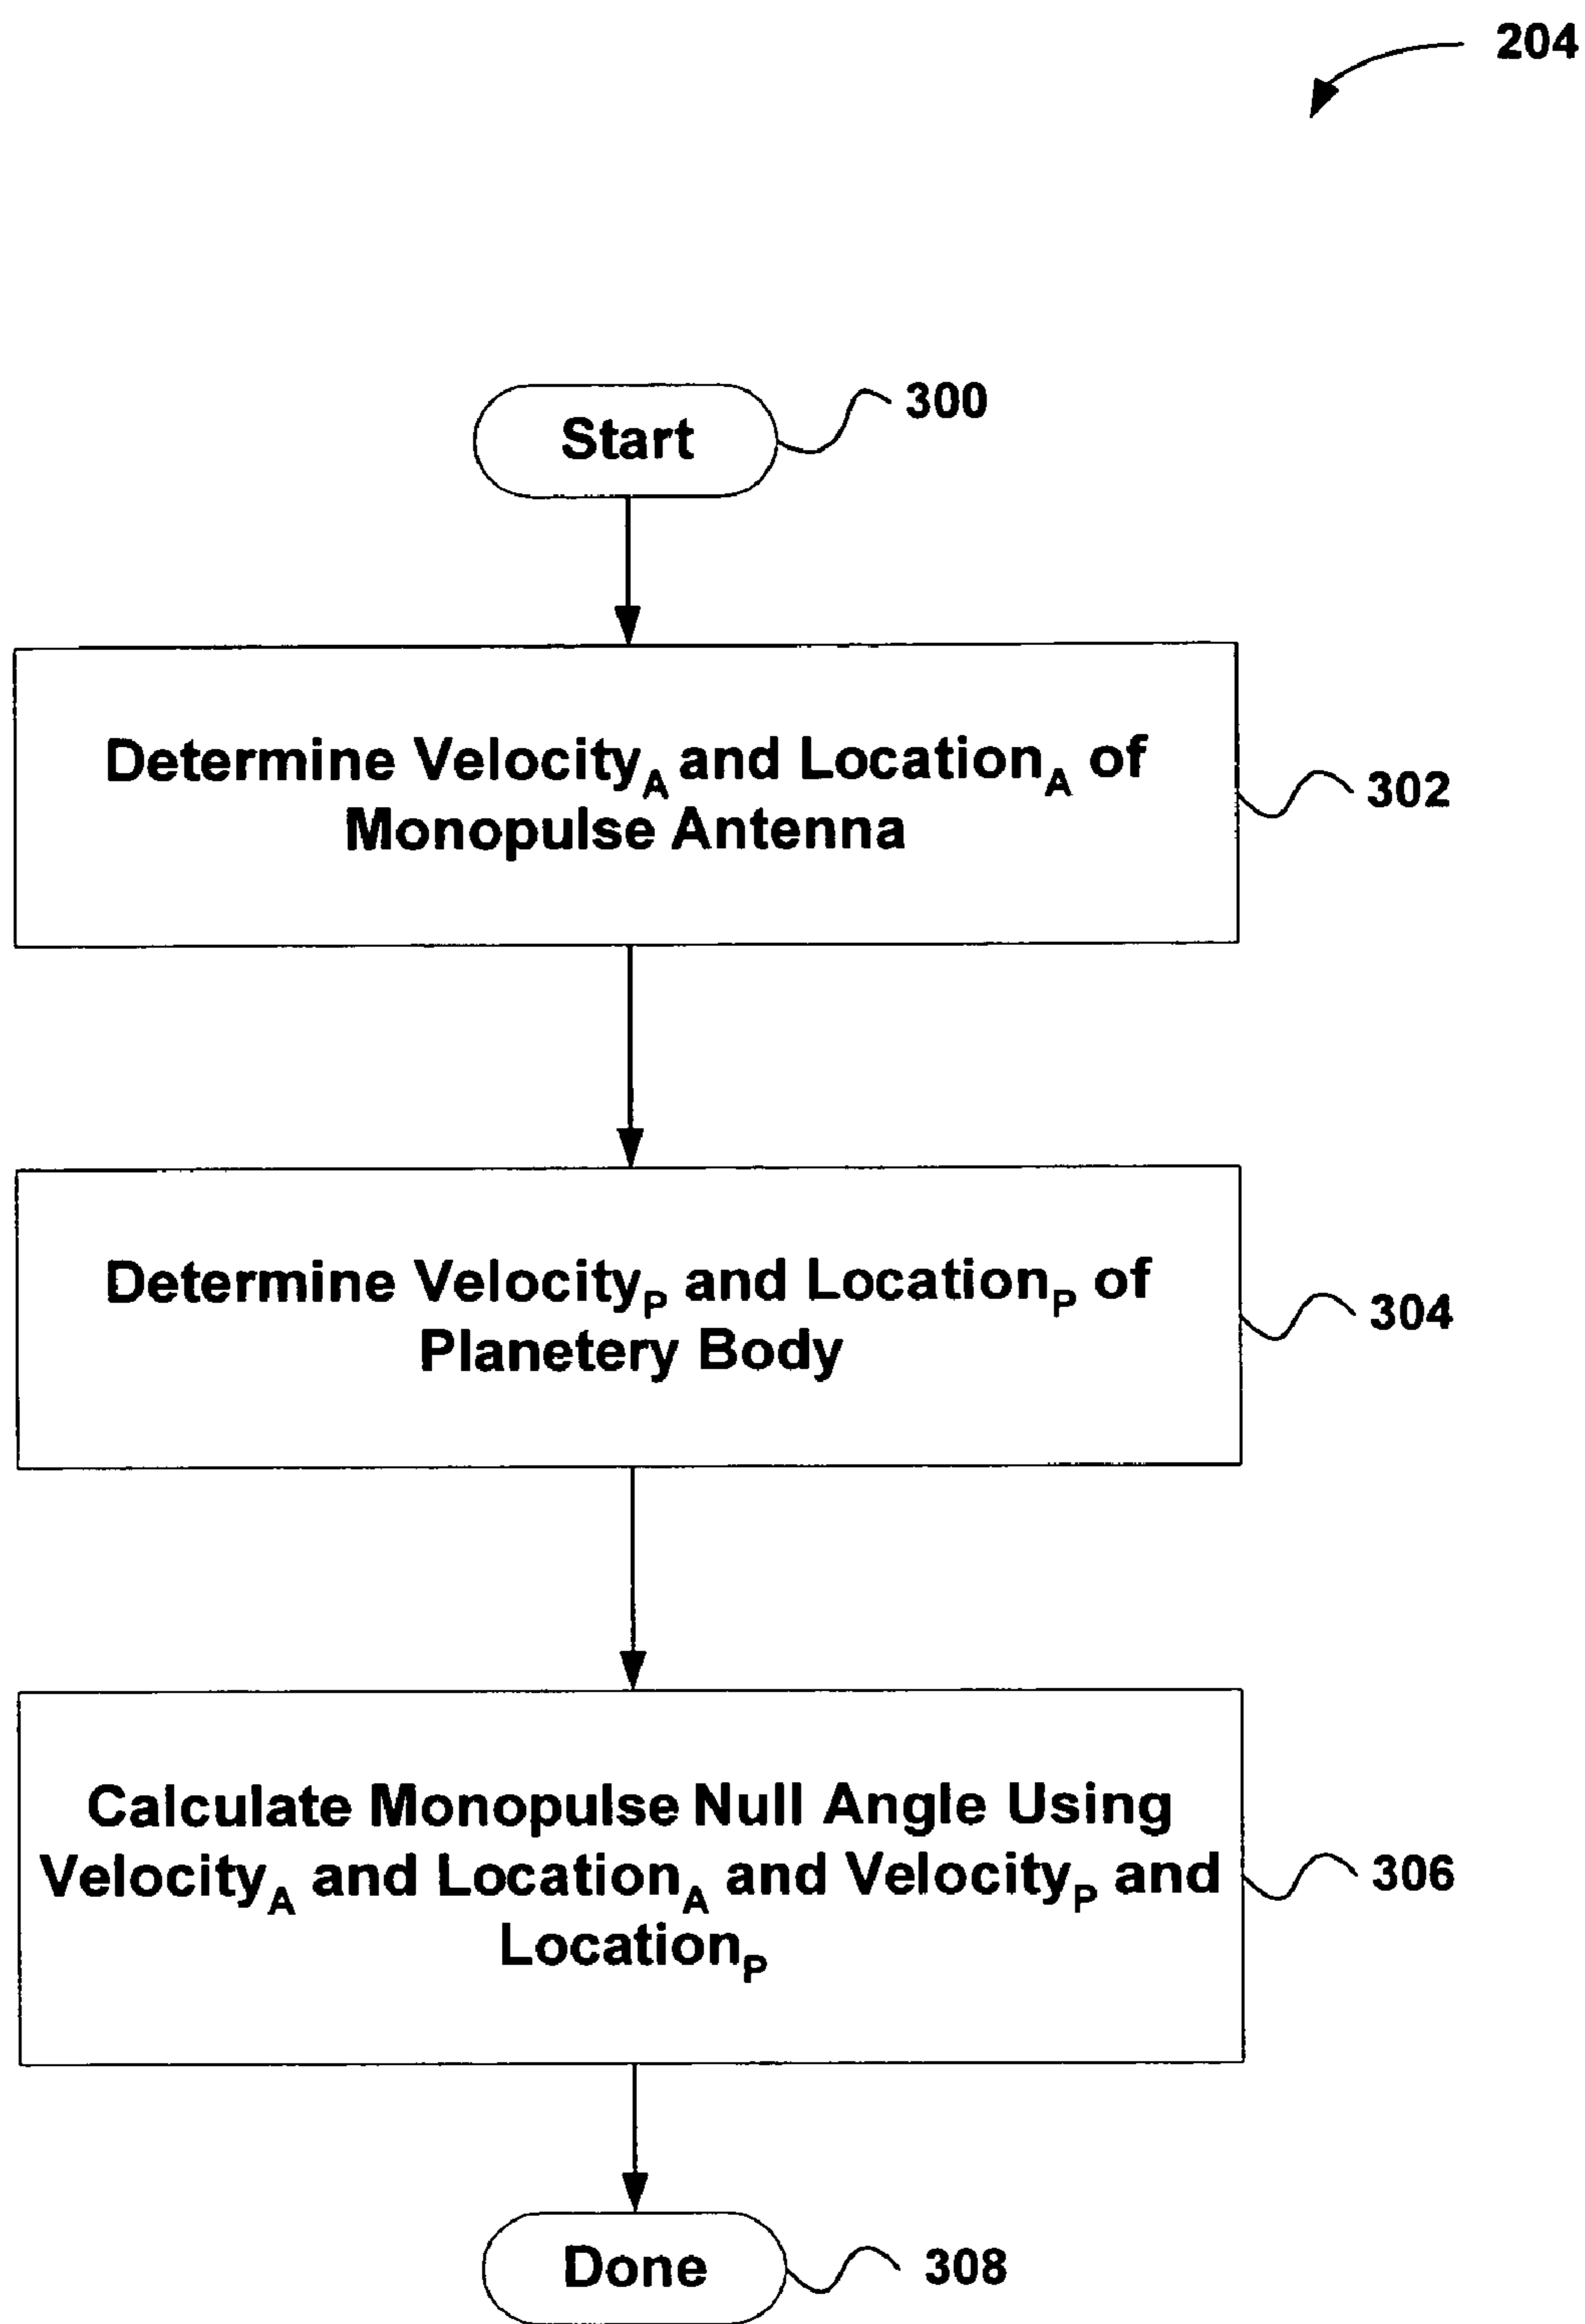 204
Start
300
Determine VelocityA and LocationA of
Monopulse Antenna
302
Determine VelocityP and LocationP of
Planetery Body
304
Calculate Monopulse Null Angle Using
VelocityA and LocationA and VelocityP and
LocationP
306
Done
308